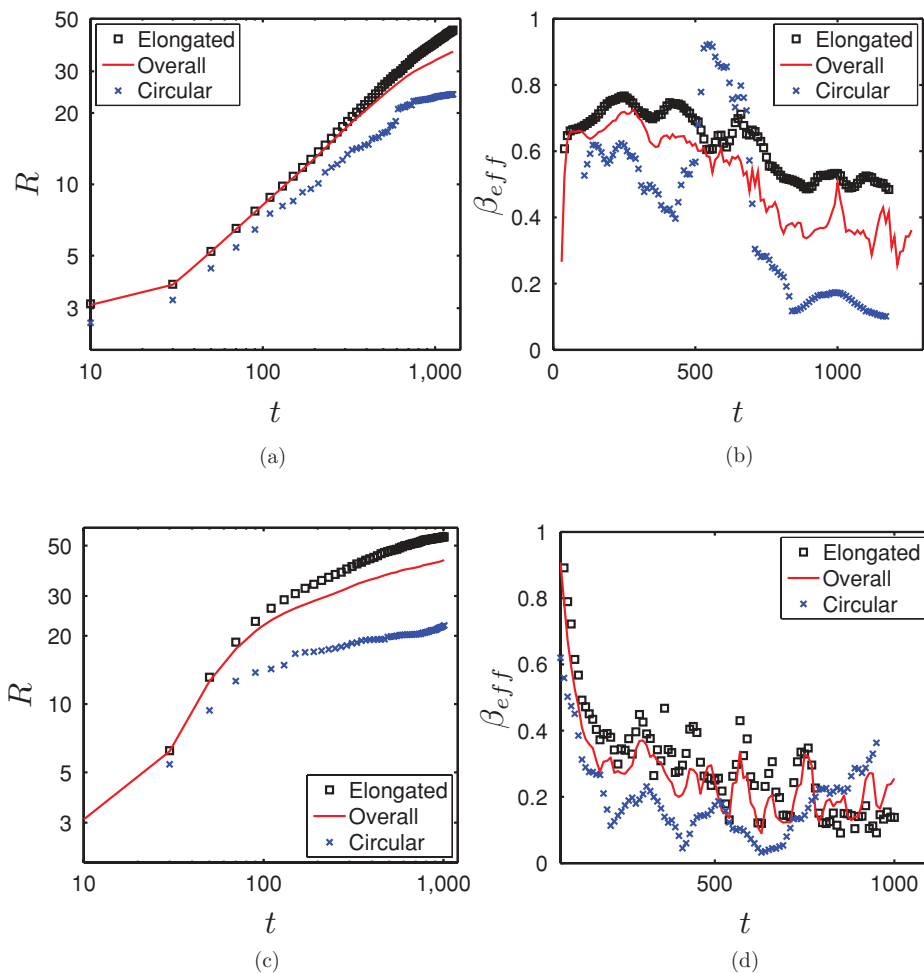 50
30
20
10
5
3
10
100
1,000
R
t
Elongated
Overall
Circular
(a)
1
0.8
0.6
0.4
0.2
0
0
500
1000
βeff
t
Elongated
Overall
Circular
(b)
50
30
20
10
5
3
10
100
1,000
R
t
Elongated
Overall
Circular
(c)
1
0.8
0.6
0.4
0.2
0
500
1000
βeff
t
Elongated
Overall
Circular
(d)